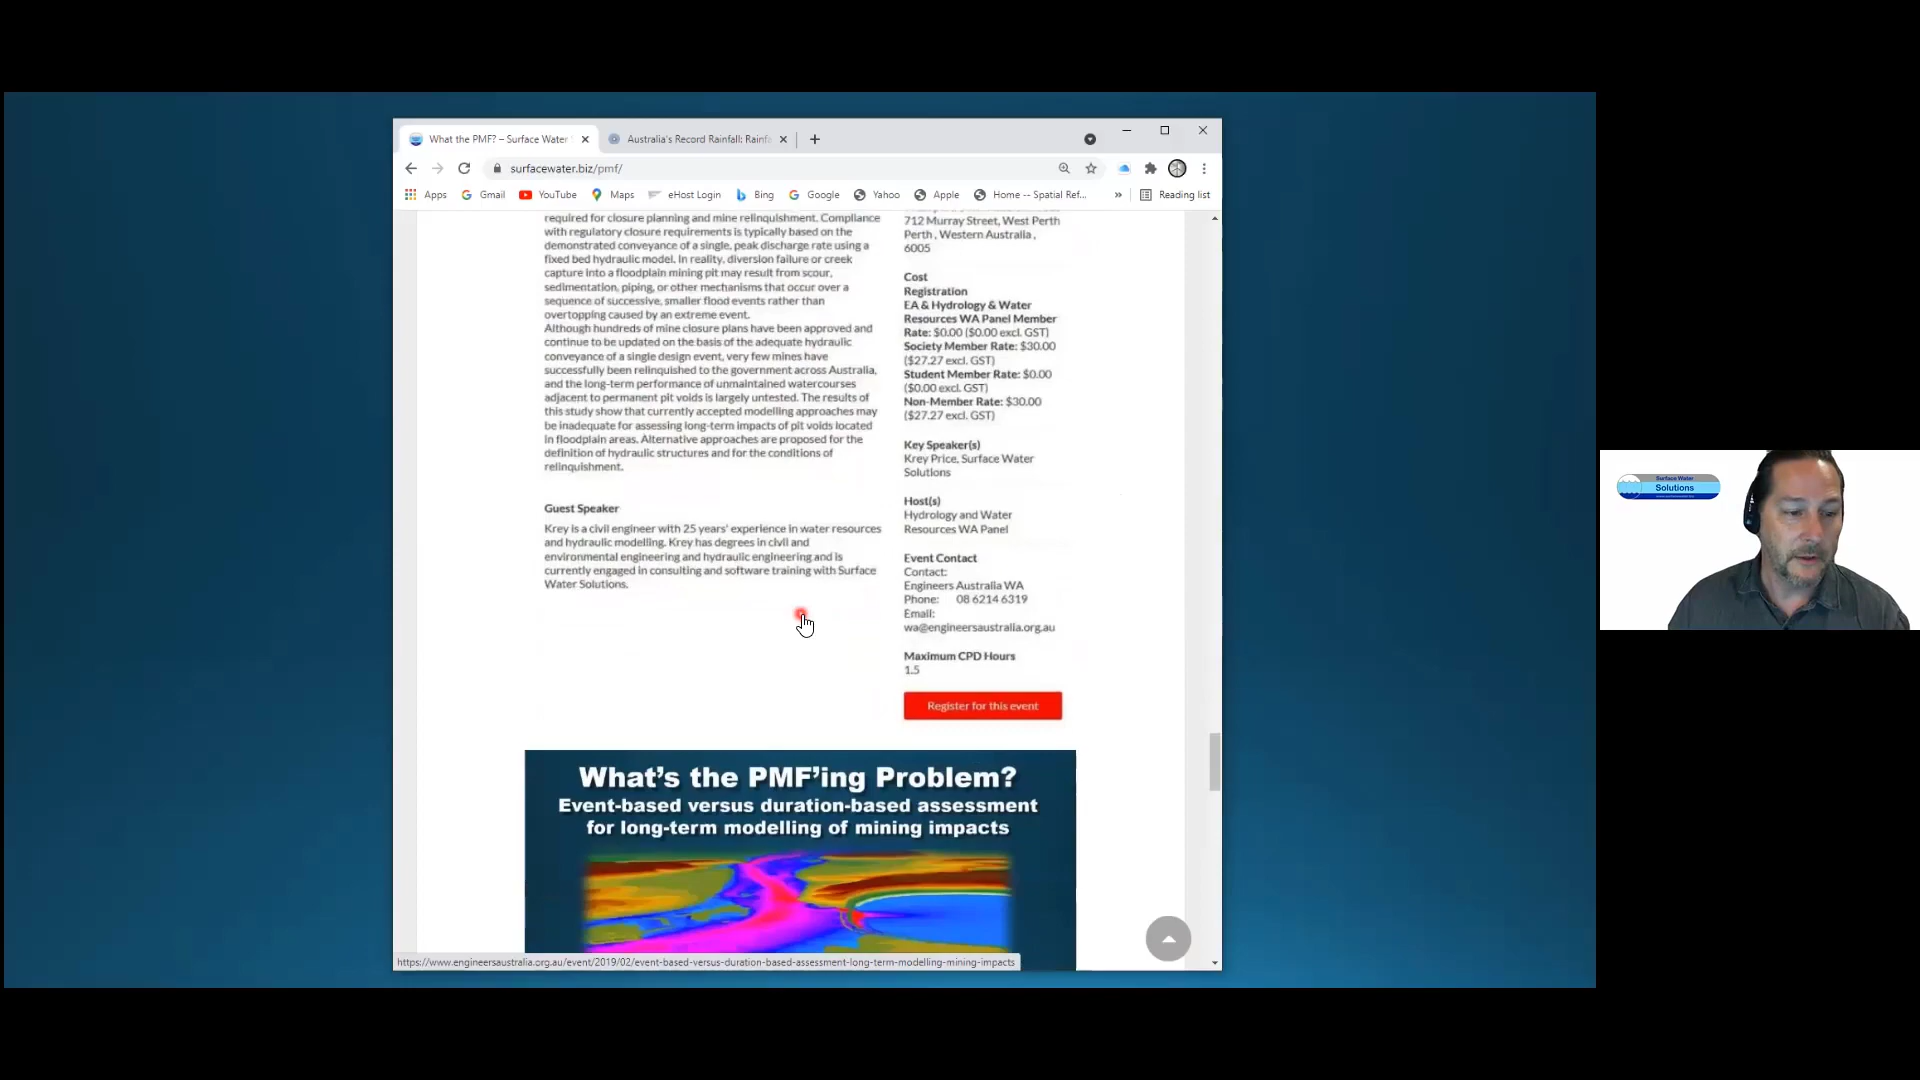 What the PMF? – Surface Water
Australia's Record Rainfall: Rainfa
surfacewater.biz/pmf/
Apps
Gmail
YouTube
Maps
eHost Login
Bing
Google
Yahoo
Apple
Home -- Spatial Ref...
»
Reading list
required for closure planning and mine relinquishment. Compliance
with regulatory closure requirements is typically based on the
demonstrated conveyance of a single, peak discharge rate using a
fixed bed hydraulic model. In reality, diversion failure or creek
capture into a floodplain mining pit may result from scour,
sedimentation, piping, or other mechanisms that occur over a
sequence of successive, smaller flood events rather than
overtopping caused by an extreme event.
Although hundreds of mine closure plans have been approved and
continue to be updated on the basis of the adequate hydraulic
conveyance of a single design event, very few mines have
successfully been relinquished to the government across Australia,
and the long-term performance of unmaintained watercourses
adjacent to permanent pit voids is largely untested. The results of
this study show that currently accepted modelling approaches may
be inadequate for assessing long-term impacts of pit voids located
in floodplain areas. Alternative approaches are proposed for the
definition of hydraulic structures and for the conditions of
relinquishment.
Guest Speaker
Krey is a civil engineer with 25 years' experience in water resources
and hydraulic modelling. Krey has degrees in civil and
environmental engineering and hydraulic engineering and is
currently engaged in consulting and software training with Surface
Water Solutions.
712 Murray Street, West Perth
Perth , Western Australia ,
6005
Cost
Registration
EA & Hydrology & Water
Resources WA Panel Member
Rate: $0.00 ($0.00 excl. GST)
Society Member Rate: $30.00
($27.27 excl. GST)
Student Member Rate: $0.00
($0.00 excl. GST)
Non-Member Rate: $30.00
($27.27 excl. GST)
Key Speaker(s)
Krey Price, Surface Water
Solutions
Host(s)
Hydrology and Water
Resources WA Panel
Event Contact
Contact:
Engineers Australia WA
Phone: 08 6214 6319
Email:
wa@engineersaustralia.org.au
Maximum CPD Hours
1.5
Register for this event
What's the PMF'ing Problem?
Event-based versus duration-based assessment
for long-term modelling of mining impacts
https://www.engineersaustralia.org.au/event/2019/02/event-based-versus-duration-based-assessment-long-term-modelling-mining-impacts
Surface Water
Solutions